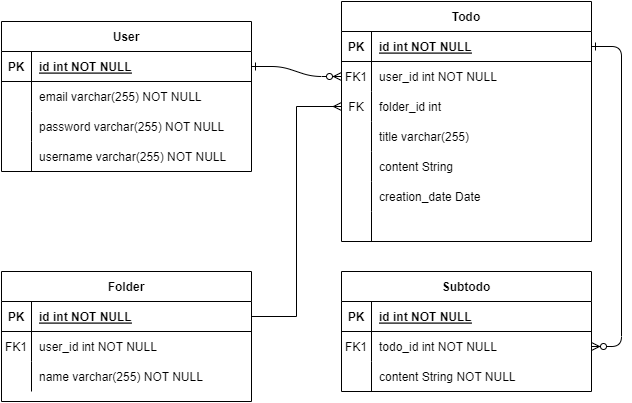 User
PK id int NOT NULL
email varchar(255) NOT NULL
password varchar(255) NOT NULL
username varchar(255) NOT NULL
Todo
PK id int NOT NULL
FK1 user_id int NOT NULL
FK folder_id int
title varchar(255)
content String
creation_date Date
Folder
PK id int NOT NULL
FK1 user_id int NOT NULL
name varchar(255) NOT NULL
Subtodo
PK id int NOT NULL
FK1 todo_id int NOT NULL
content String NOT NULL